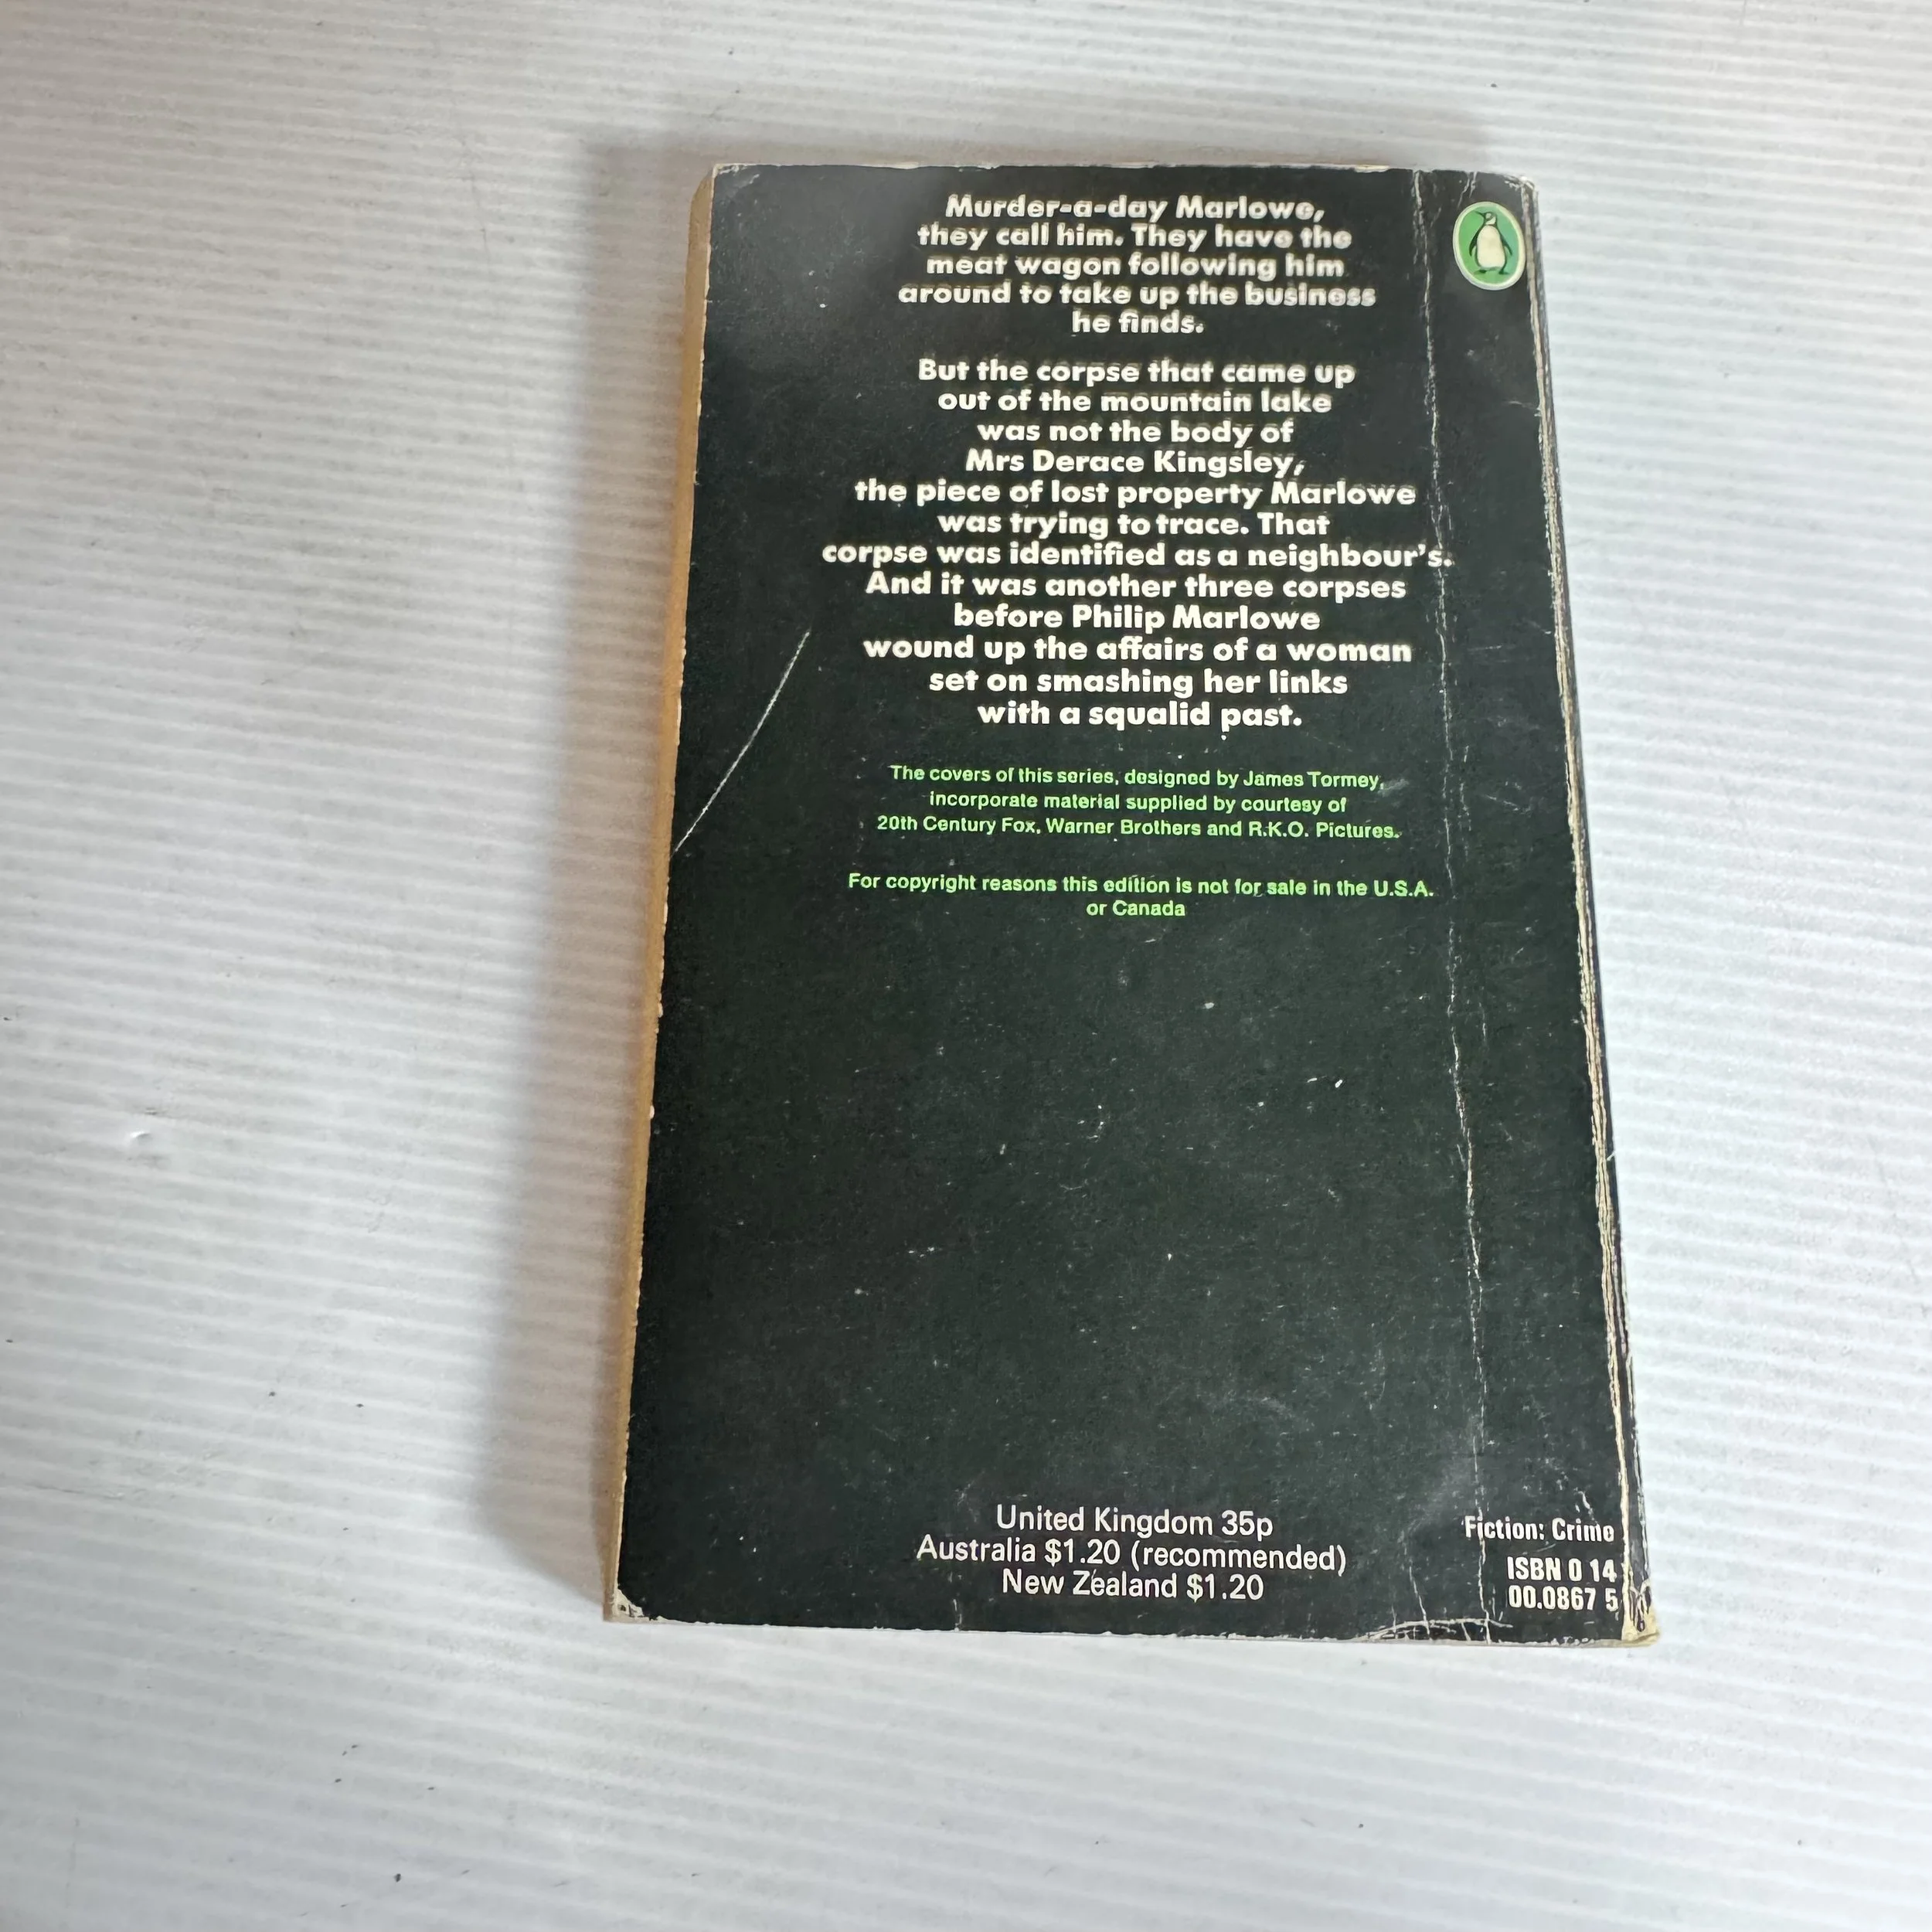 Murder-a-day Marlowe,
they call him. They have the
meat wagon following him
around to take up the business
he finds.
But the corpse that came up
out of the mountain lake
was not the body of
Mrs Derace Kingsley,
the piece of lost property Marlowe
was trying to trace. That
corpse was identified as a neighbour's.
And it was another three corpses
before Philip Marlowe
wound up the affairs of a woman
set on smashing her links
with a squalid past.
The covers of this series, designed by James Tormey,
incorporate material supplied by courtesy of
20th Century Fox, Warner Brothers and R.K.O. Pictures.
For copyright reasons this edition is not for sale in the U.S.A.
or Canada
United Kingdom 35p
Australia $1.20 (recommended)
New Zealand $1.20
Fiction: Crime
ISBN 0 14
00.0867 5